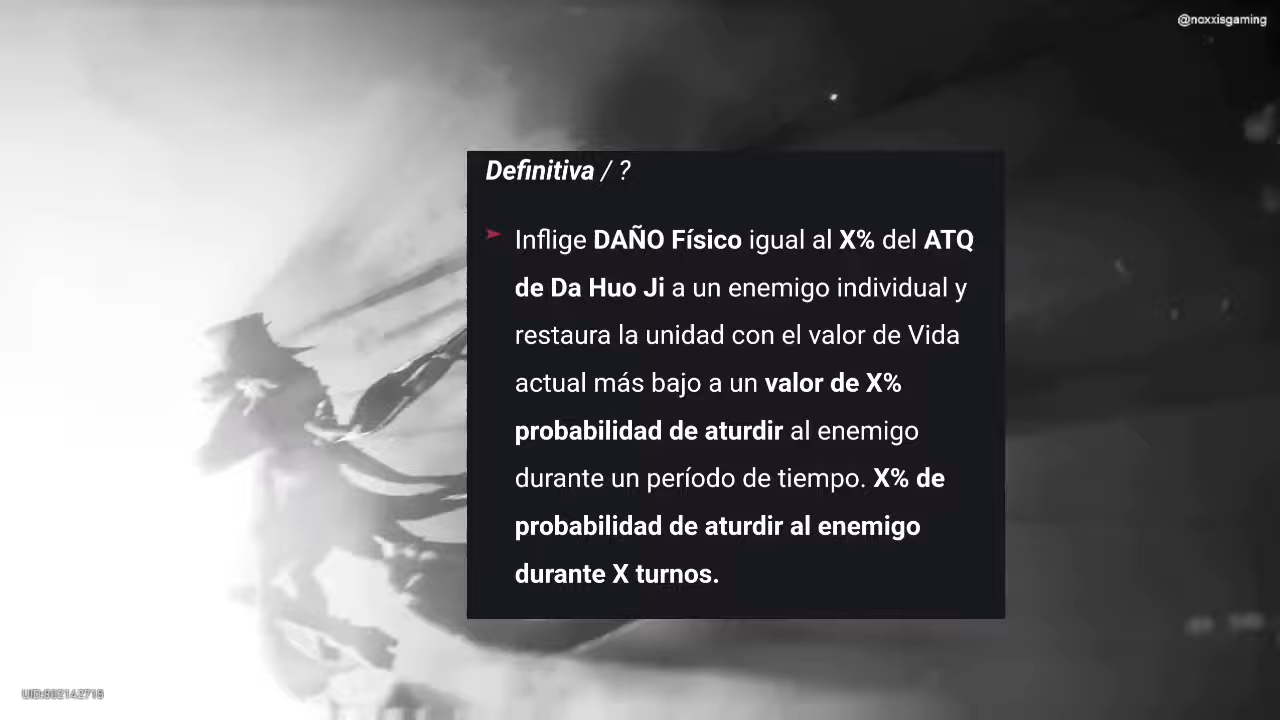 @noxxisgaming
Definitiva / ?
Inflige DAÑO Físico igual al X% del ATQ
de Da Huo Ji a un enemigo individual y
restaura la unidad con el valor de Vida
actual más bajo a un valor de X%
probabilidad de aturdir al enemigo
durante un período de tiempo. X% de
probabilidad de aturdir al enemigo
durante X turnos.
UID:802142718